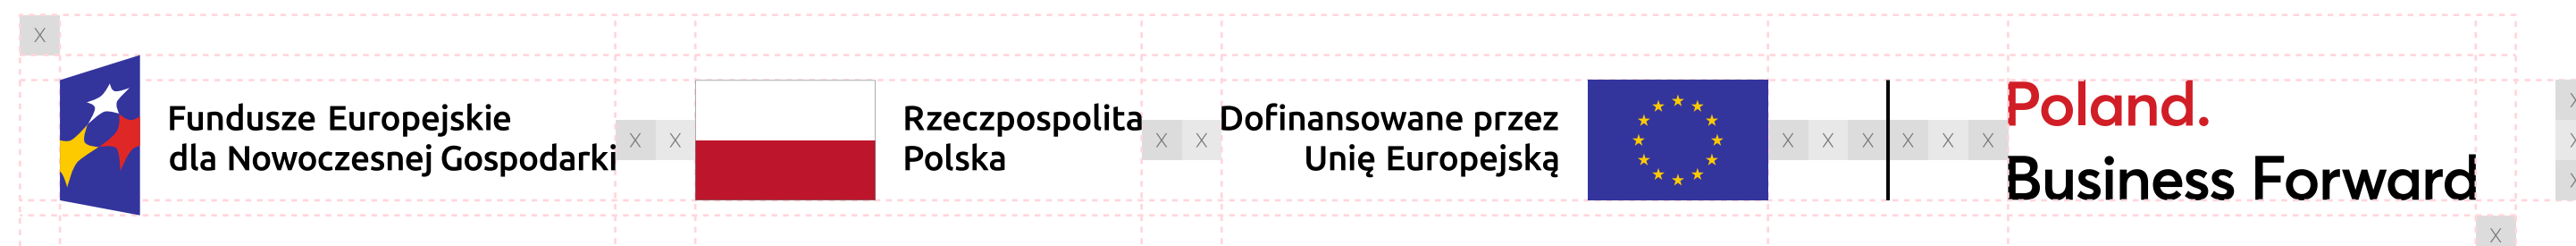 X
Fundusze Europejskie
dla Nowoczesnej Gospodarki
X X
Rzeczpospolita
Polska
X X
Dofinansowane przez
Unię Europejską
X X X X X X
Poland.
Business Forward
X
X
X
X